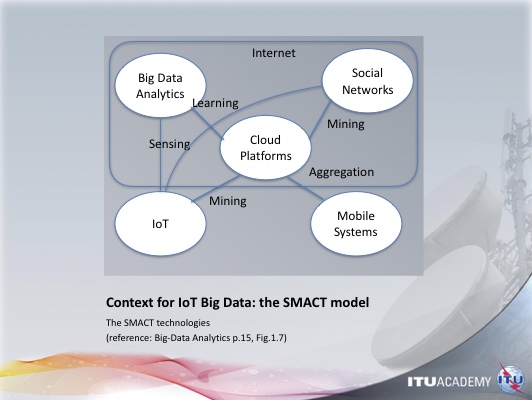 Internet
Big Data
Analytics
Social
Networks
Learning
Mining
Sensing
Cloud
Platforms
Aggregation
Mining
IoT
Mobile
Systems
Context for IoT Big Data: the SMACT model
The SMACT technologies
(reference: Big-Data Analytics p.15, Fig.1.7)
ITUACADEMY ITU